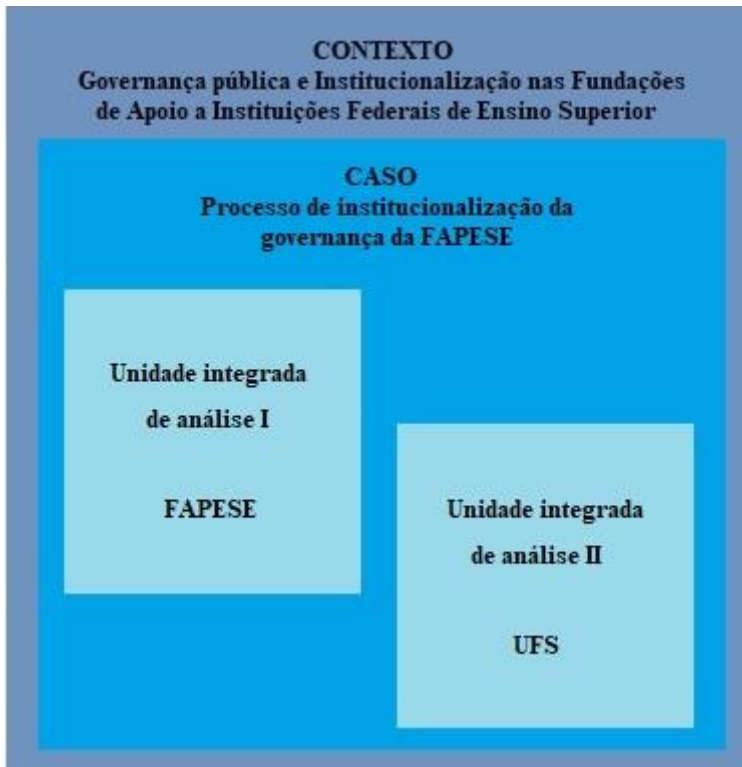 CONTEXTO
Governança pública e Institucionalização nas Fundações
de Apoio a Instituições Federais de Ensino Superior
CASO
Processo de institucionalização da
governança da FAPESE
Unidade integrada
de análise I
FAPESE
Unidade integrada
de análise II
UFS